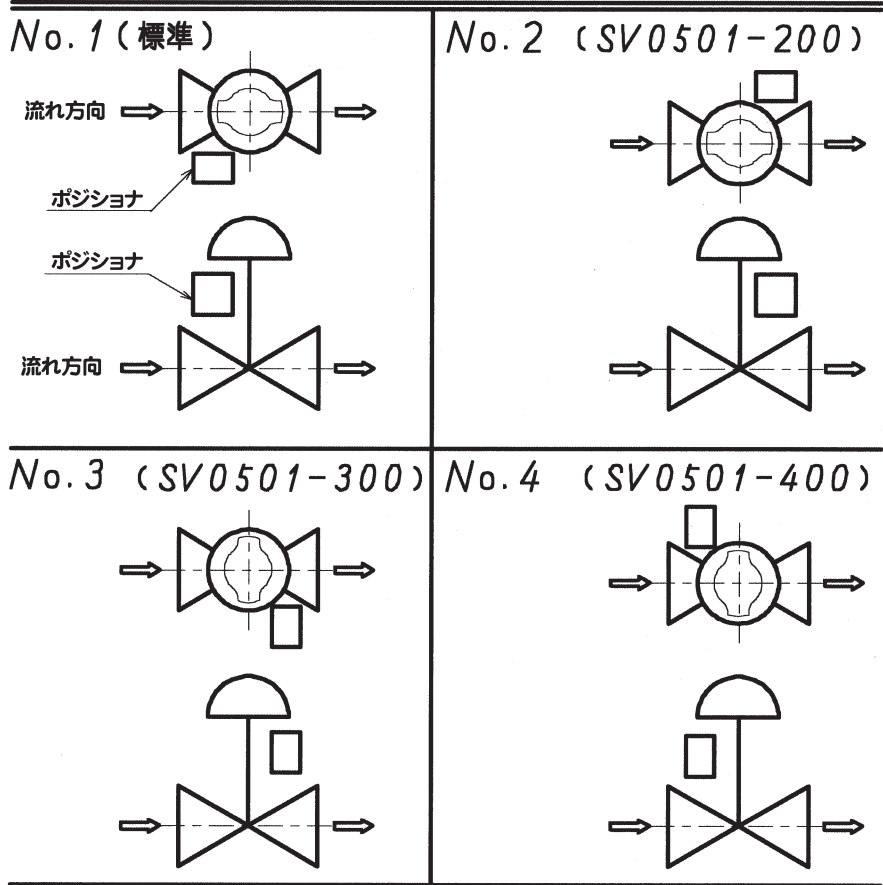 No.1(標準)
流れ方向
ポジショナ
ポジショナ
流れ方向
No.2 (SV0501-200)
No.3 (SV0501-300)
No.4 (SV0501-400)